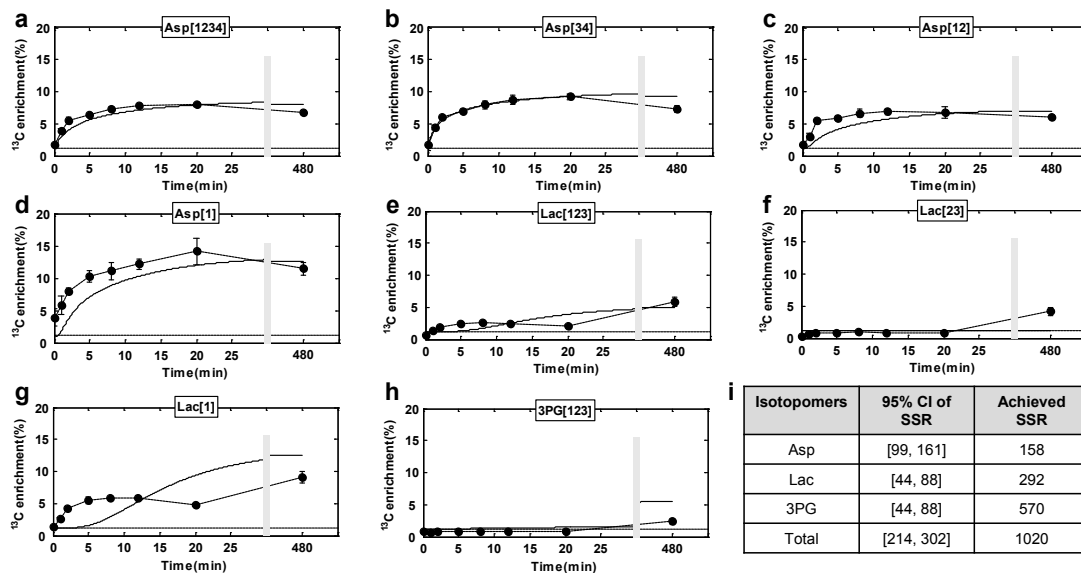 a
Asp[1234]
20
15
10
5
0
¹³C enrichment(%)
0 5 10 15 20 25 480
Time(min)
b
Asp[34]
20
15
10
5
0
¹³C enrichment(%)
0 5 10 15 20 25 480
Time(min)
c
Asp[12]
20
15
10
5
0
¹³C enrichment(%)
0 5 10 15 20 25 480
Time(min)
d
Asp[1]
20
15
10
5
0
¹³C enrichment(%)
0 5 10 15 20 25 480
Time(min)
e
Lac[123]
20
15
10
5
0
¹³C enrichment(%)
0 5 10 15 20 25 480
Time(min)
f
Lac[23]
20
15
10
5
0
¹³C enrichment(%)
0 5 10 15 20 25 480
Time(min)
g
Lac[1]
20
15
10
5
0
¹³C enrichment(%)
0 5 10 15 20 25 480
Time(min)
h
3PG[123]
20
15
10
5
0
¹³C enrichment(%)
0 5 10 15 20 25 480
Time(min)
i
Isotopomers 95% CI of SSR Achieved SSR
Asp [99, 161] 158
Lac [44, 88] 292
3PG [44, 88] 570
Total [214, 302] 1020